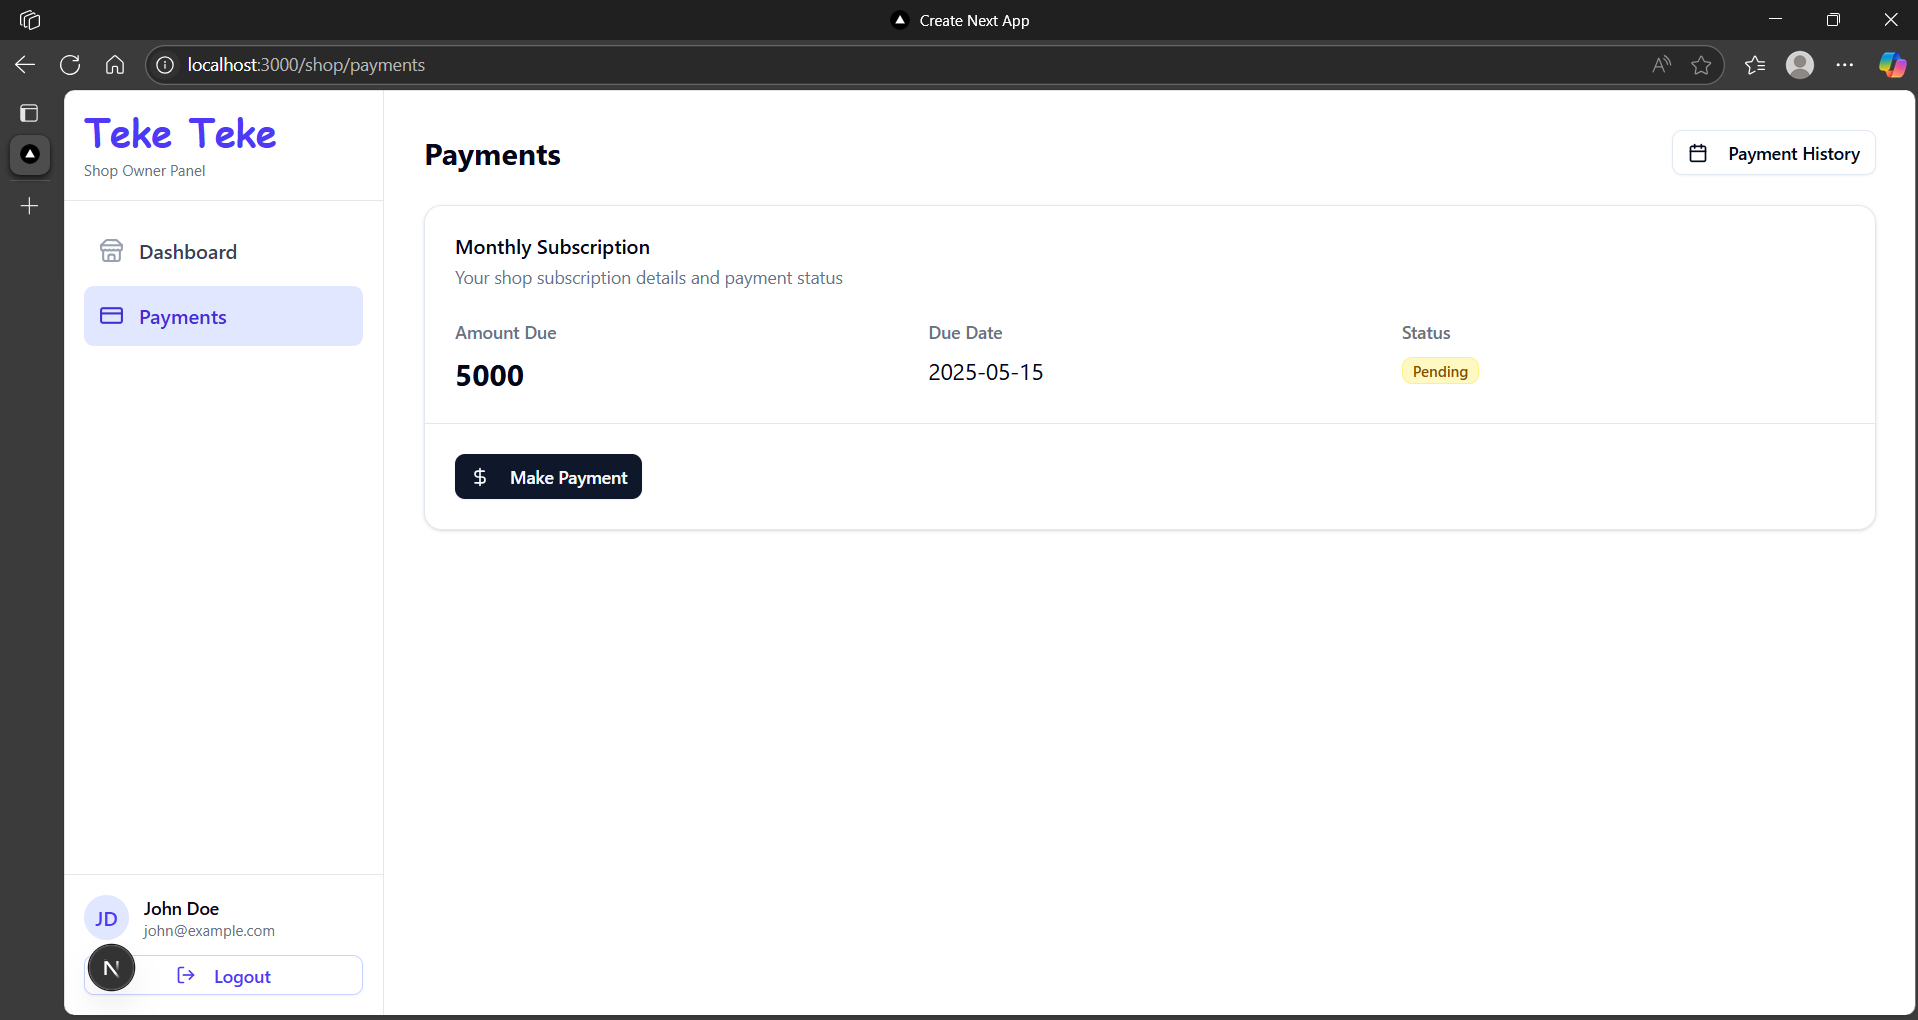 Create Next App
localhost:3000/shop/payments
Teke Teke
Shop Owner Panel
Dashboard
Payments
Payments
Payment History
Monthly Subscription
Your shop subscription details and payment status
Amount Due
Due Date
Status
5000
2025-05-15
Pending
$ Make Payment
JD
John Doe
john@example.com
N
Logout